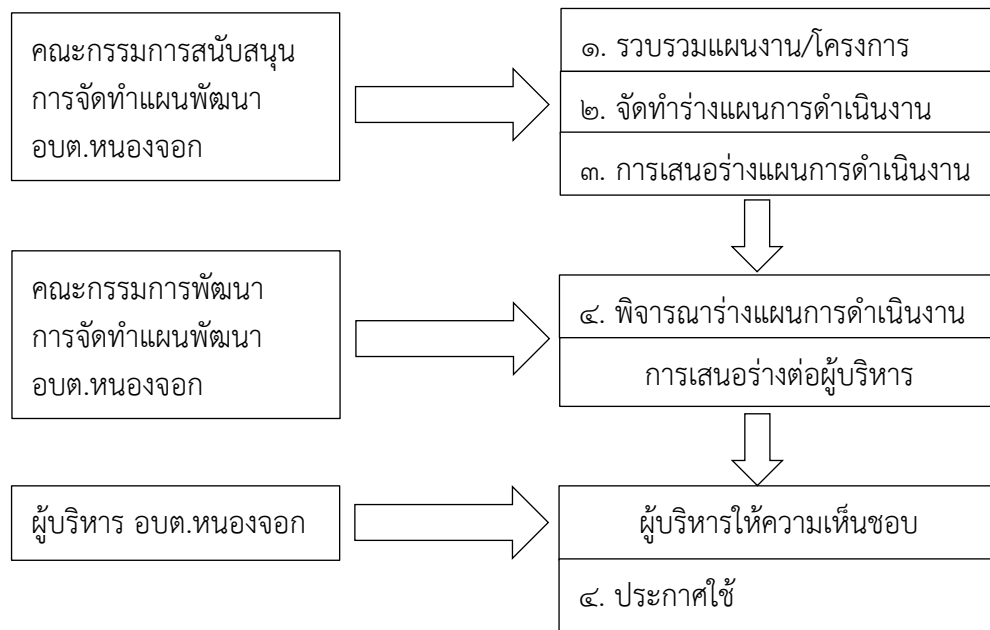 คณะกรรมการสนับสนุน
การจัดทำแผนพัฒนา
อบต.หนองจอก
๑. รวบรวมแผนงาน/โครงการ
๒. จัดทำร่างแผนการดำเนินงาน
๓. การเสนอร่างแผนการดำเนินงาน
คณะกรรมการพัฒนา
การจัดทำแผนพัฒนา
อบต.หนองจอก
๔. พิจารณาร่างแผนการดำเนินงาน
การเสนอร่างต่อผู้บริหาร
ผู้บริหาร อบต.หนองจอก
ผู้บริหารให้ความเห็นชอบ
๔. ประกาศใช้